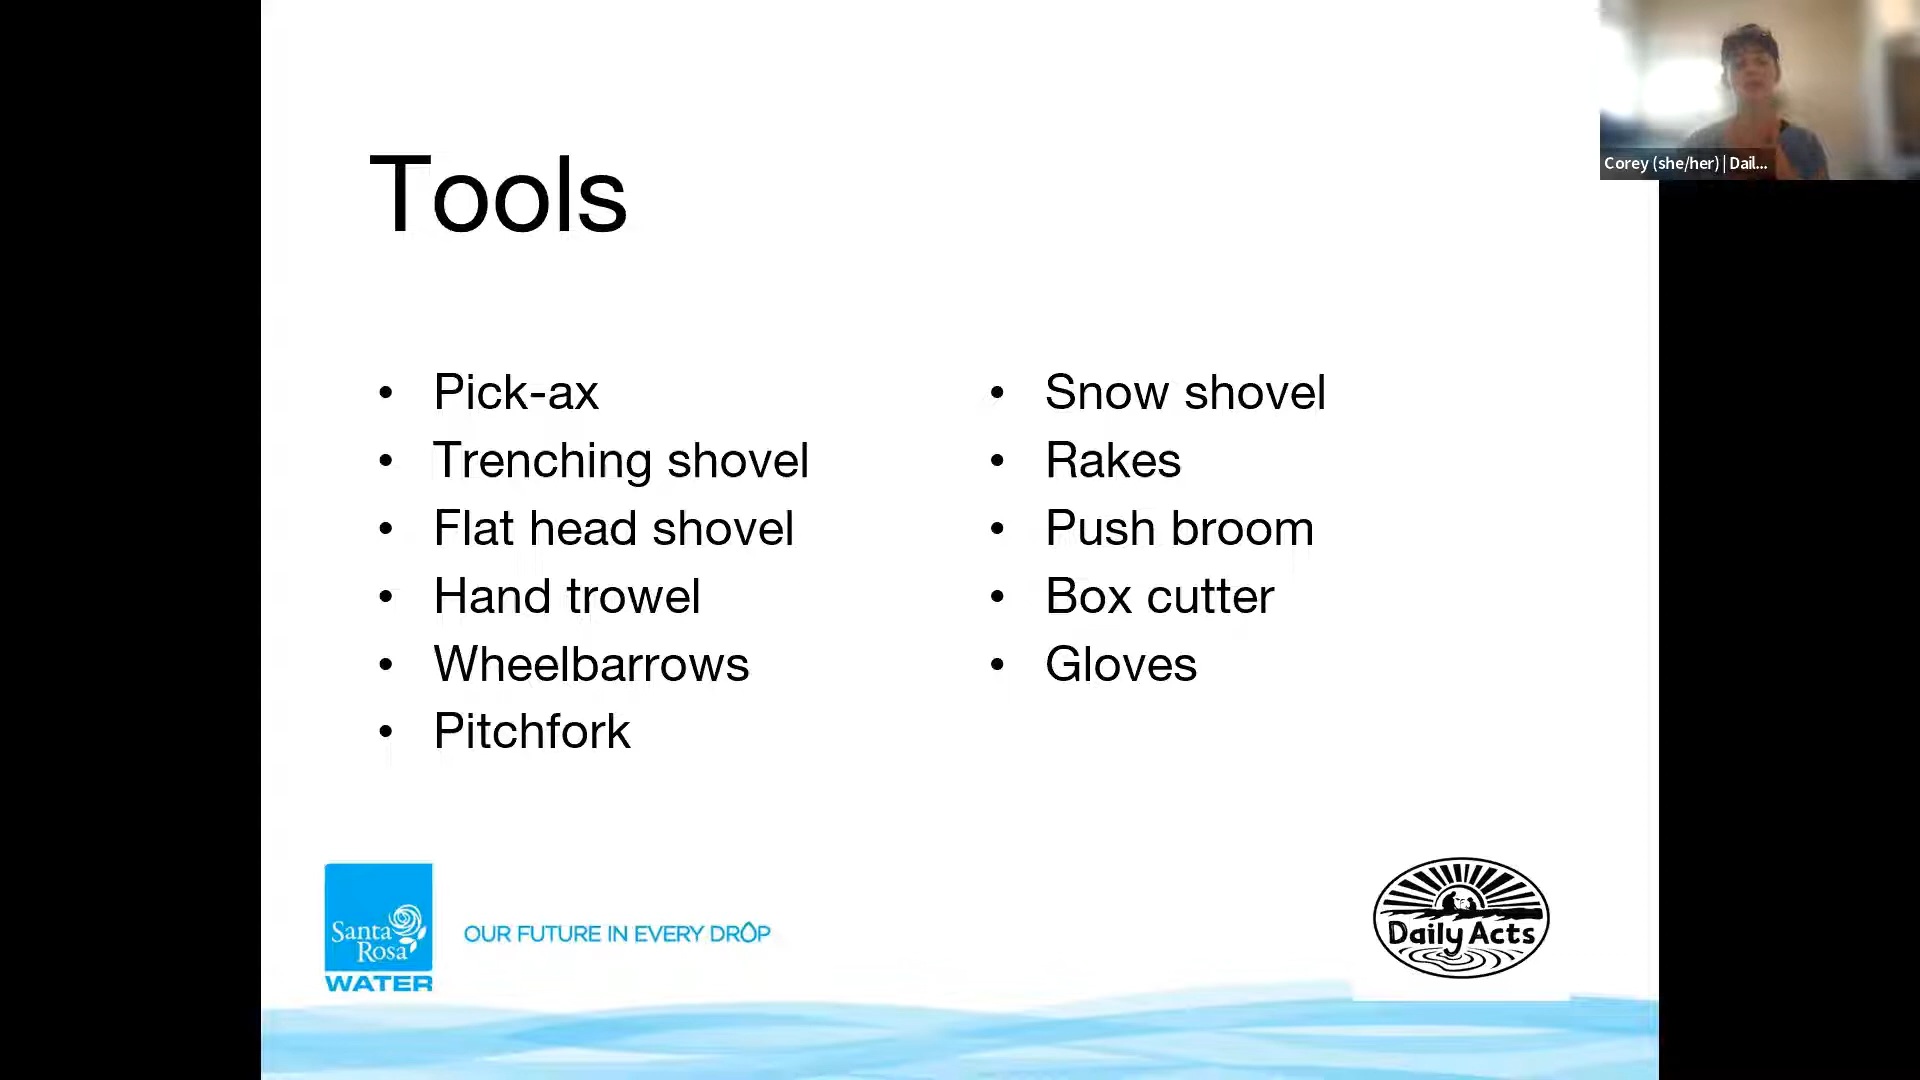 Tools
• Pick-ax
• Trenching shovel
• Flat head shovel
• Hand trowel
• Wheelbarrows
• Pitchfork
• Snow shovel
• Rakes
• Push broom
• Box cutter
• Gloves
Corey (she/her) | Dail...
Santa
Rosa
WATER
OUR FUTURE IN EVERY DROP
Daily Acts